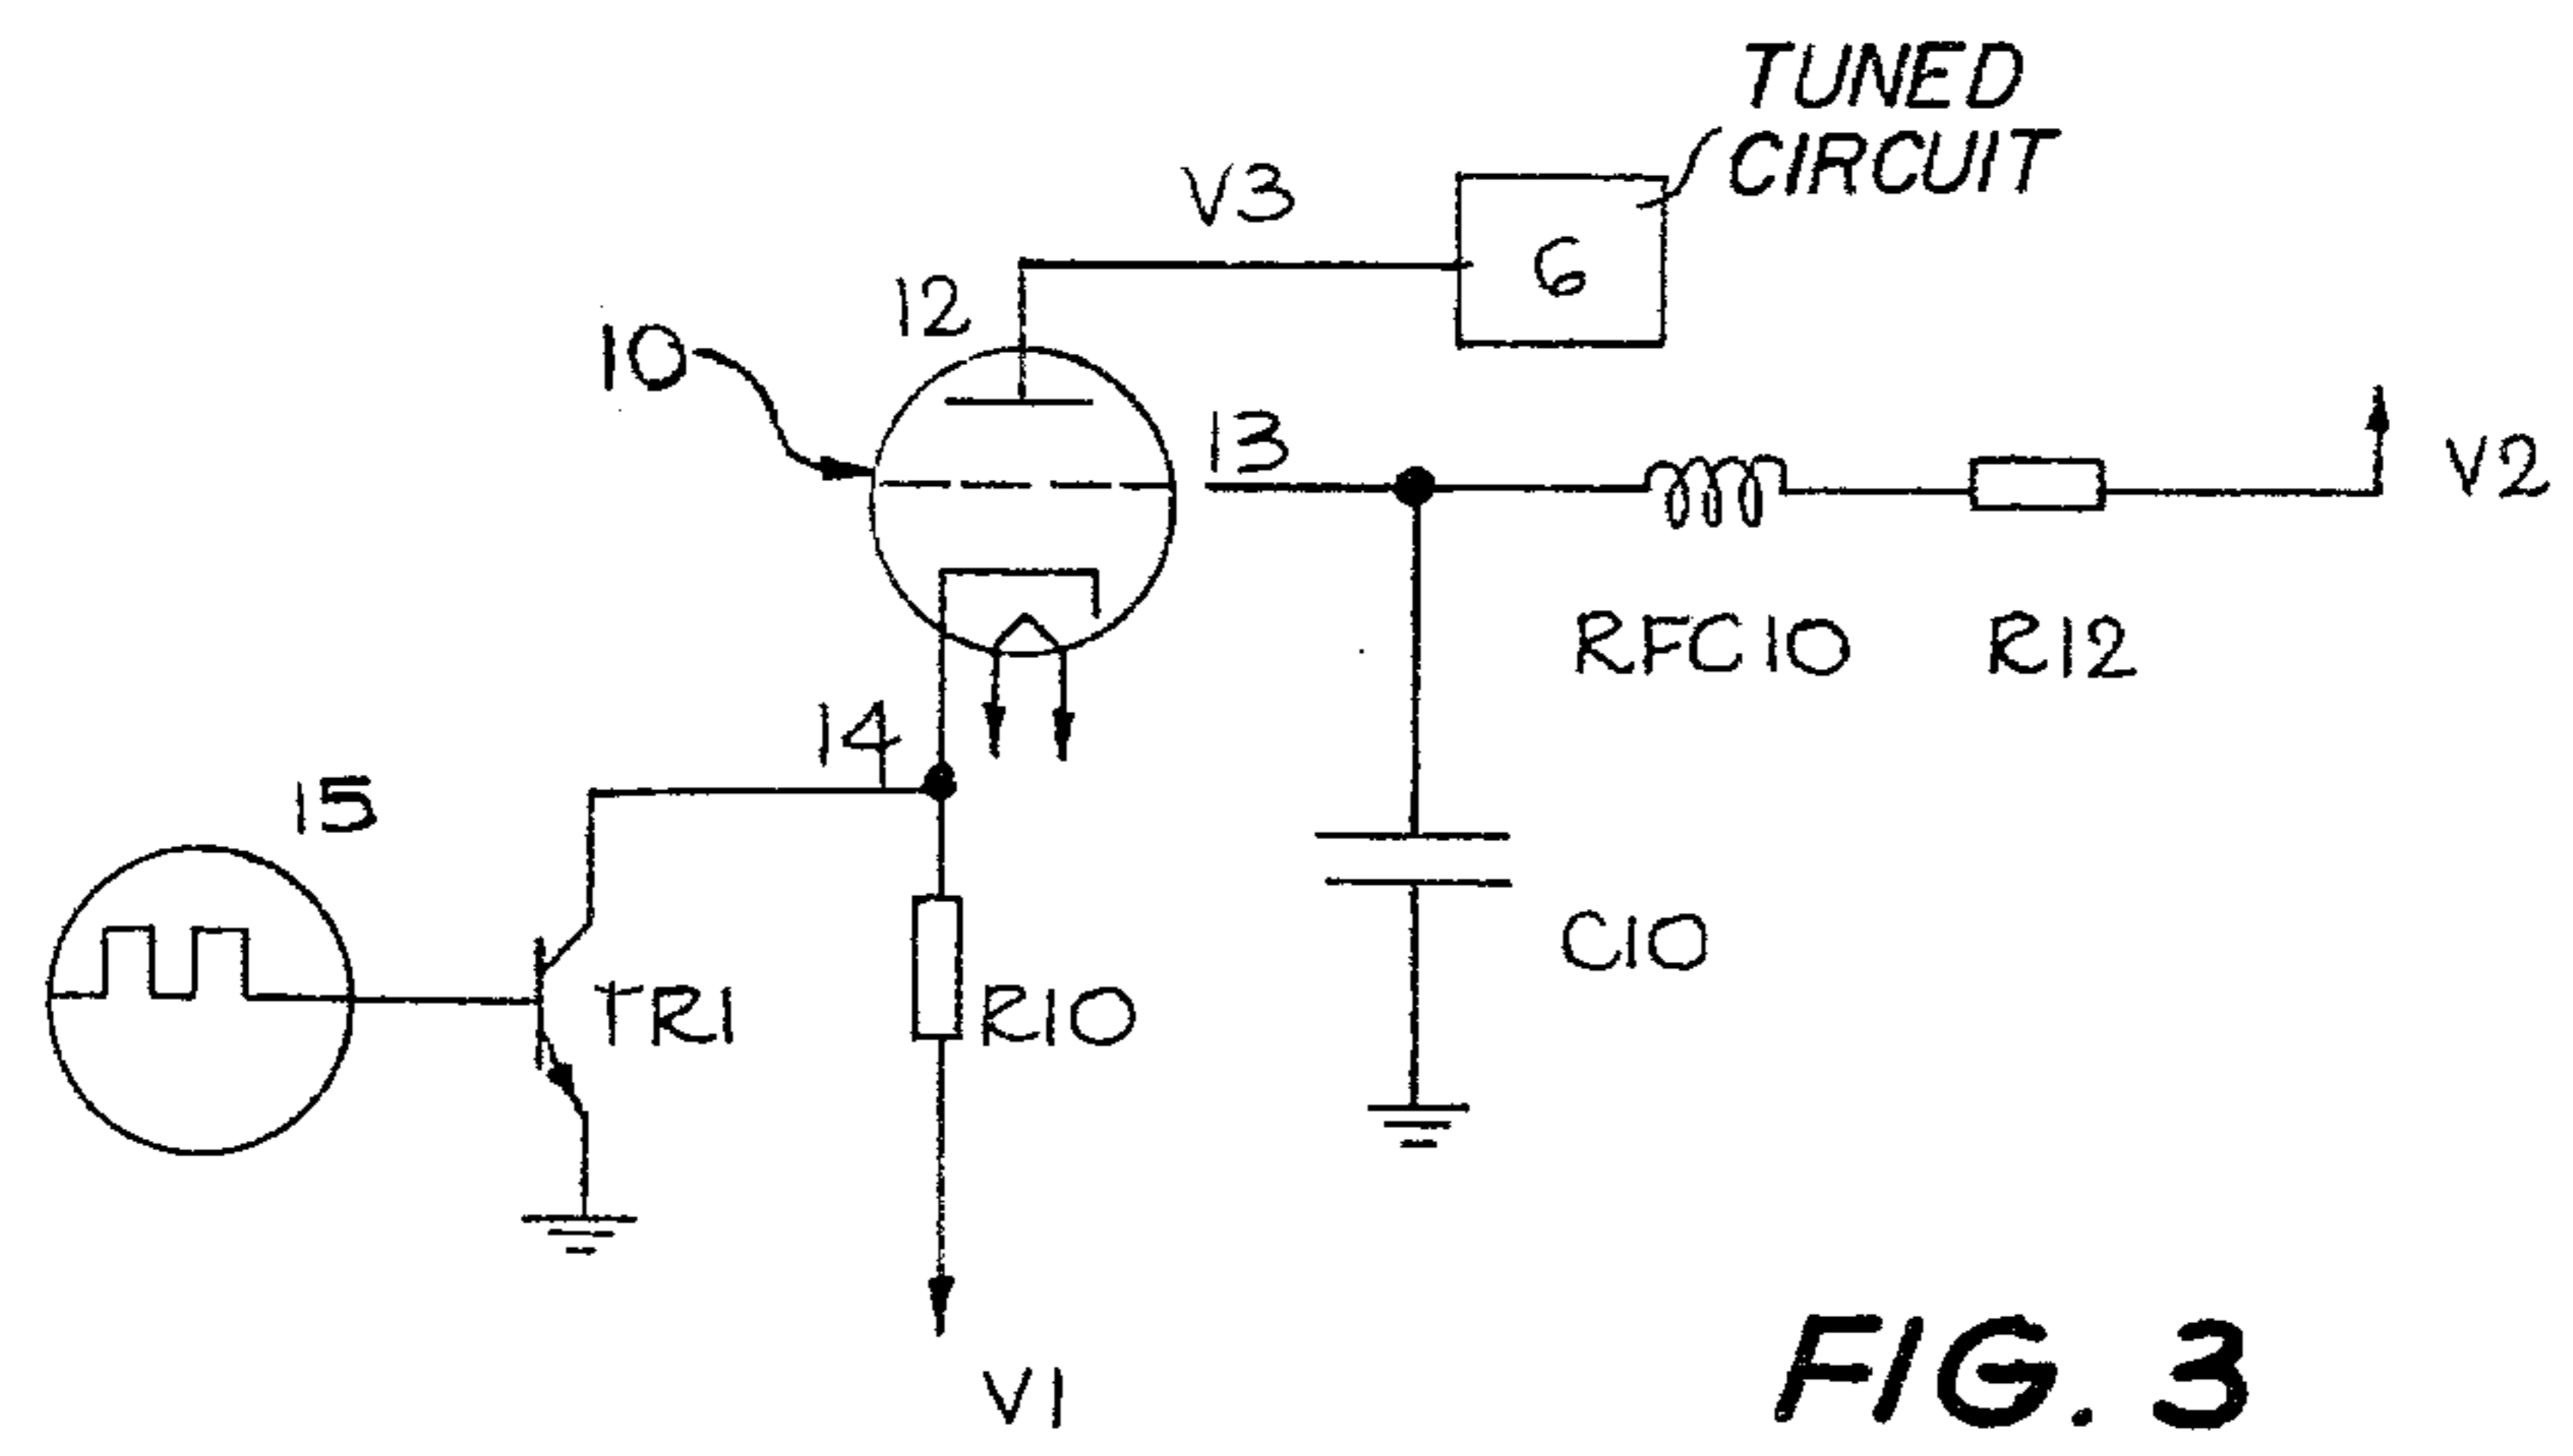 TUNED
CIRCUIT
V3
6
12
10
13
V2
RFC10
R12
14
15
C10
TR1
R10
V1
FIG. 3